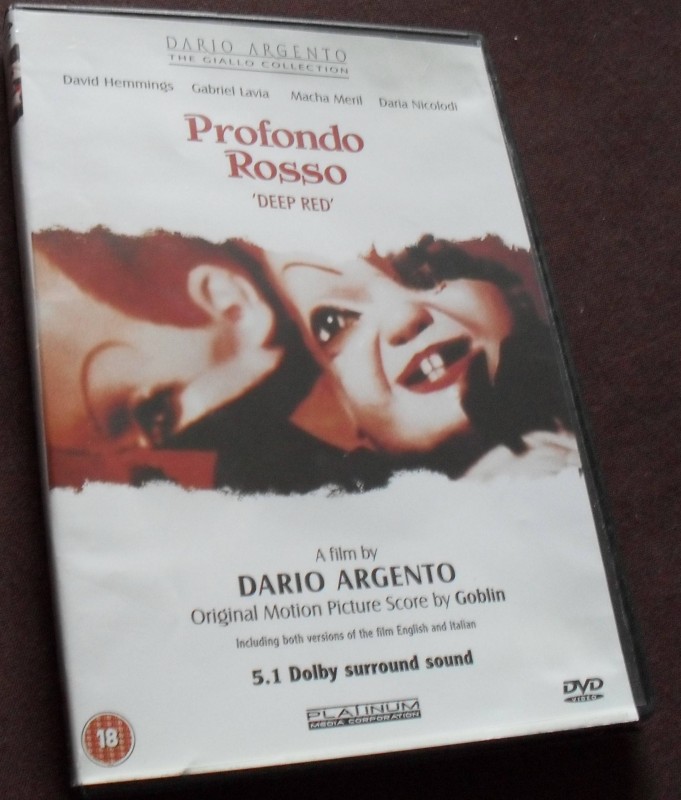 DARIO ARGENTO
THE GIALLO COLLECTION
David Hemmings Gabriel Lavia Macha Meril Daria Nicolodi
Profondo
Rosso
'DEEP RED'
A film by
DARIO ARGENTO
Original Motion Picture Score by Goblin
Including both versions of the film English and Italian
5.1 Dolby surround sound
PLATINUM
MEDIA CORPORATION
DVD
VIDEO
18